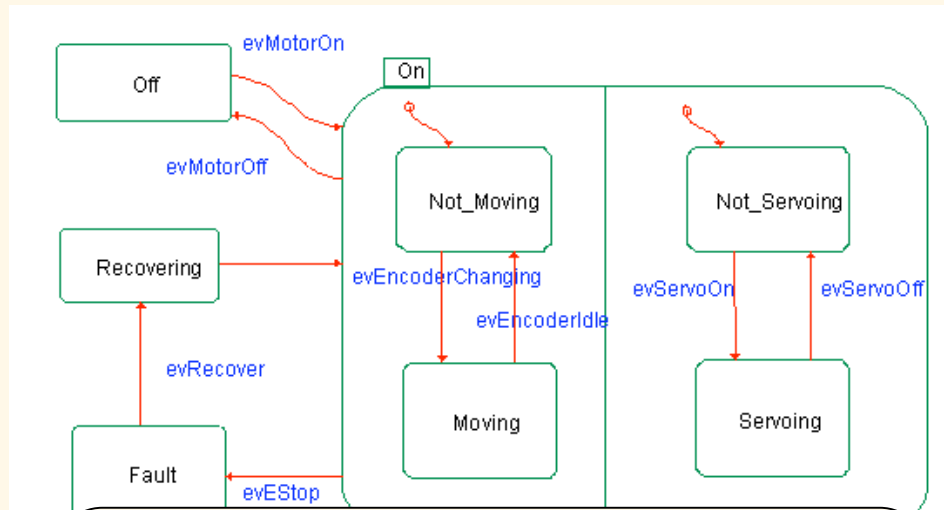 evMotorOn
On
Off
evMotorOff
Not_Moving
Not_Servoing
Recovering
evEncoderChanging
evServoOn
evServoOff
evEncoderIdle
evRecover
Moving
Servoing
Fault
evEStop